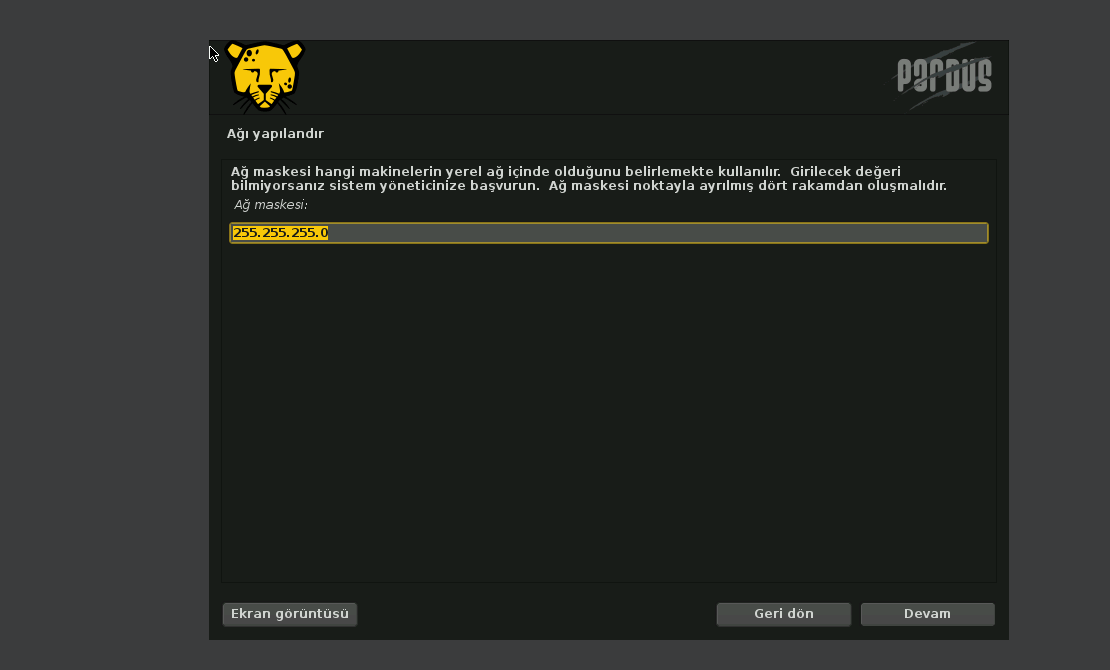 PARDUS
Ağı yapılandır
Ağ maskesi hangi makinelerin yerel ağ içinde olduğunu belirlemekte kullanılır.  Girilecek değeri
bilmiyorsanız sistem yöneticinize başvurun.  Ağ maskesi noktayla ayrılmış dört rakamdan oluşmalıdır.
Ağ maskesi:
255.255.255.0
Ekran görüntüsü
Geri dön
Devam